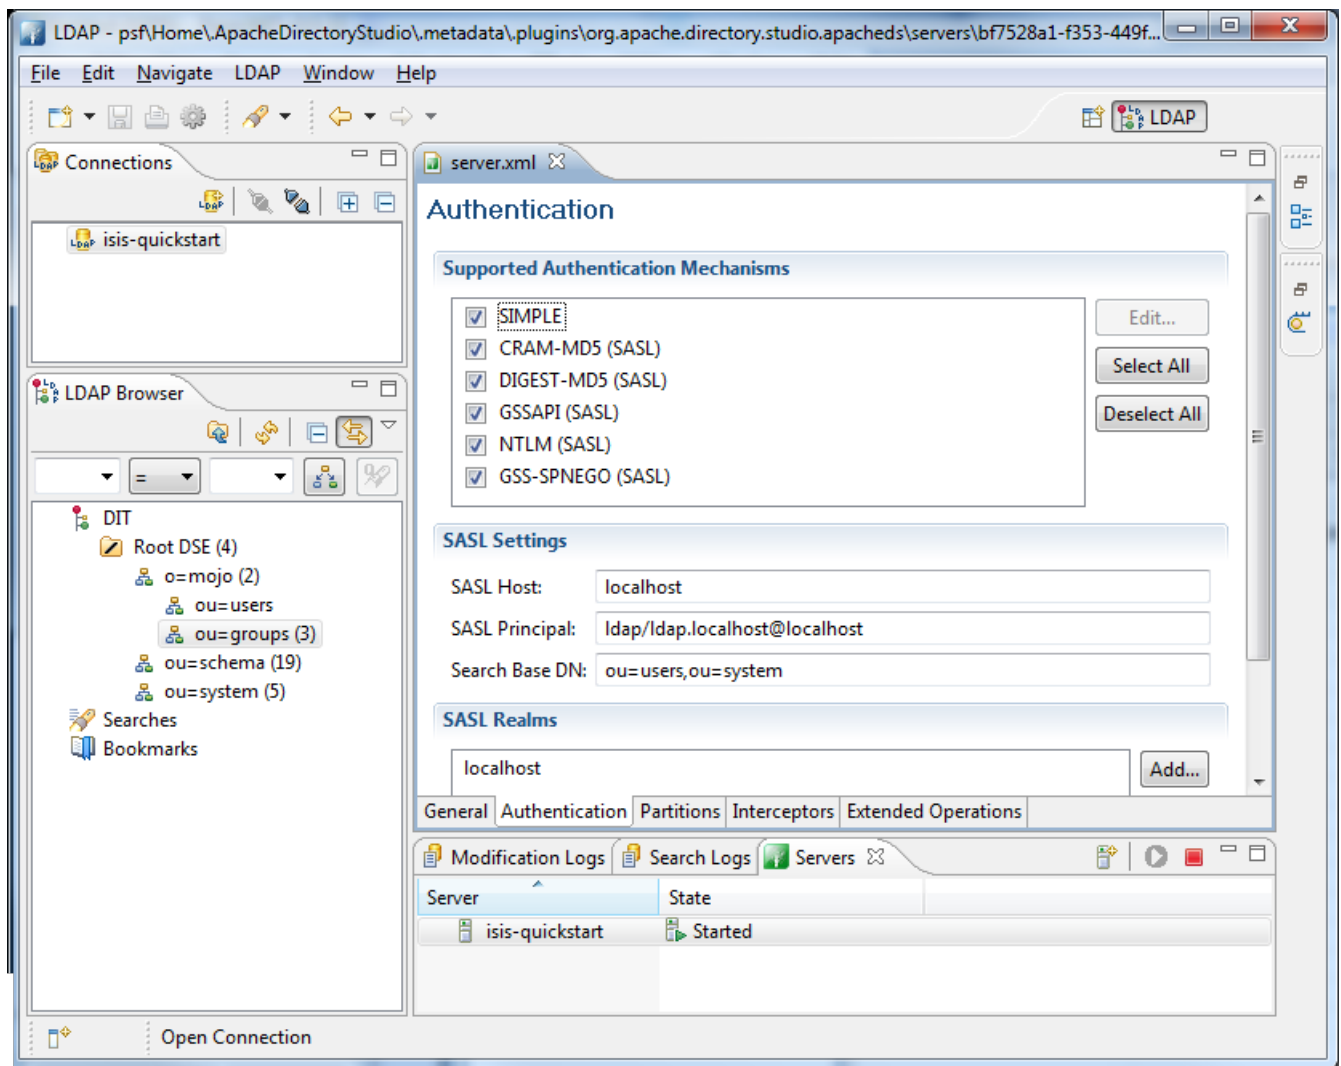 LDAP - psf\Home\.ApacheDirectoryStudio\.metadata\.plugins\org.apache.directory.studio.apacheds\servers\bf7528a1-f353-449f...
File Edit Navigate LDAP Window Help
LDAP
Connections
LDAP
isis-quickstart
LDAP Browser
=
DIT
Root DSE (4)
o=mojo (2)
ou=users
ou=groups (3)
ou=schema (19)
ou=system (5)
Searches
Bookmarks
server.xml
Authentication
Supported Authentication Mechanisms
SIMPLE
CRAM-MD5 (SASL)
DIGEST-MD5 (SASL)
GSSAPI (SASL)
NTLM (SASL)
GSS-SPNEGO (SASL)
Edit...
Select All
Deselect All
SASL Settings
SASL Host: localhost
SASL Principal: ldap/ldap.localhost@localhost
Search Base DN: ou=users,ou=system
SASL Realms
localhost
Add...
General Authentication Partitions Interceptors Extended Operations
Modification Logs Search Logs Servers
Server State
isis-quickstart Started
Open Connection